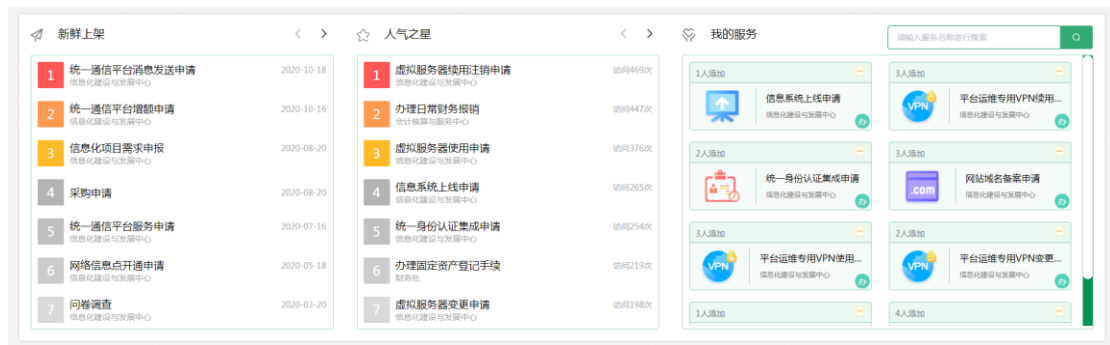 新鲜上架
1
统一通信平台消息发送申请
2020-10-18
信息化建设与发展中心
2
统一通信平台增额申请
2020-10-16
信息化建设与发展中心
3
信息化项目需求申报
2020-08-20
信息化建设与发展中心
4
采购申请
2020-08-20
5
统一通信平台服务申请
2020-07-16
信息化建设与发展中心
6
网络信息点开通申请
2020-05-18
信息化建设与发展中心
7
问卷调查
2020-03-20
信息化建设与发展中心
人气之星
1
虚拟服务器续用注销申请
访问469次
信息化建设与发展中心
2
办理日常财务报销
访问447次
会计核算与服务中心
3
虚拟服务器使用申请
访问376次
信息化建设与发展中心
4
信息系统上线申请
访问265次
信息化建设与发展中心
5
统一身份认证集成申请
访问254次
信息化建设与发展中心
6
办理固定资产登记手续
访问219次
财务处
7
虚拟服务器变更申请
访问198次
信息化建设与发展中心
我的服务
请输入服务名称进行搜索
1人添加
信息系统上线申请
信息化建设与发展中心
办
3人添加
VPN
平台运维专用VPN续用...
信息化建设与发展中心
办
2人添加
统一身份认证集成申请
信息化建设与发展中心
办
3人添加
.com
网站域名备案申请
信息化建设与发展中心
办
3人添加
VPN
平台运维专用VPN使用...
信息化建设与发展中心
办
2人添加
VPN
平台运维专用VPN变更...
信息化建设与发展中心
办
1人添加
4人添加